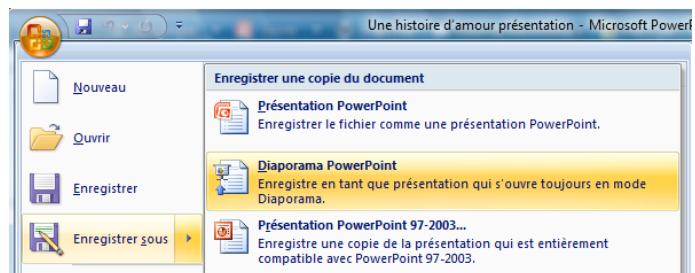 Une histoire d'amour présentation - Microsoft Power
Nouveau
Ouvrir
Enregistrer
Enregistrer sous
Enregistrer une copie du document
Présentation PowerPoint
Enregistrer le fichier comme une présentation PowerPoint.
Diaporama PowerPoint
Enregistre en tant que présentation qui s'ouvre toujours en mode
Diaporama.
Présentation PowerPoint 97-2003...
Enregistre une copie de la présentation qui est entièrement
compatible avec PowerPoint 97-2003.